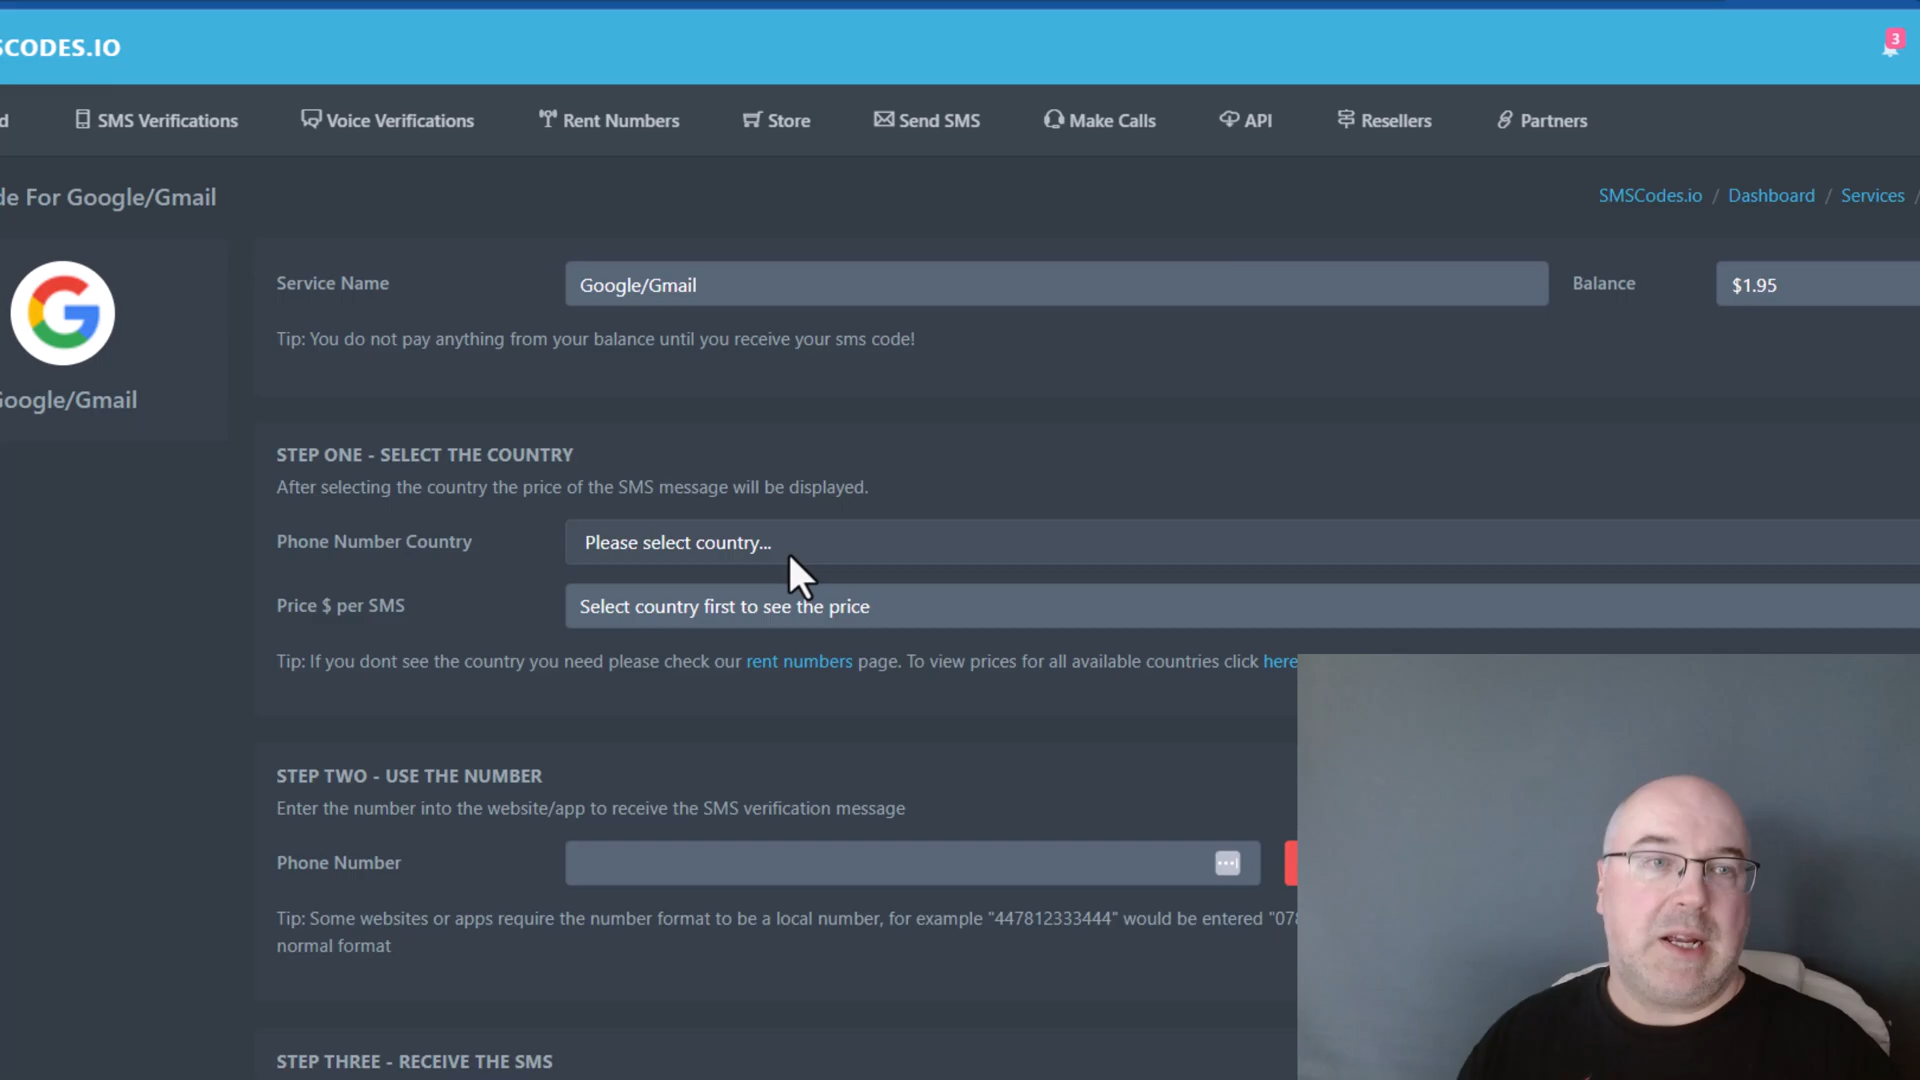 SCODES.IO
3
d
SMS Verifications
Voice Verifications
Rent Numbers
Store
Send SMS
Make Calls
API
Resellers
Partners
de For Google/Gmail
SMSCodes.io / Dashboard / Services /
Google/Gmail
Service Name
Google/Gmail
Balance
$1.95
Tip: You do not pay anything from your balance until you receive your sms code!
STEP ONE - SELECT THE COUNTRY
After selecting the country the price of the SMS message will be displayed.
Phone Number Country
Please select country...
Price $ per SMS
Select country first to see the price
Tip: If you dont see the country you need please check our rent numbers page. To view prices for all available countries click here
STEP TWO - USE THE NUMBER
Enter the number into the website/app to receive the SMS verification message
Phone Number
Tip: Some websites or apps require the number format to be a local number, for example "447812333444" would be entered "078
normal format
STEP THREE - RECEIVE THE SMS